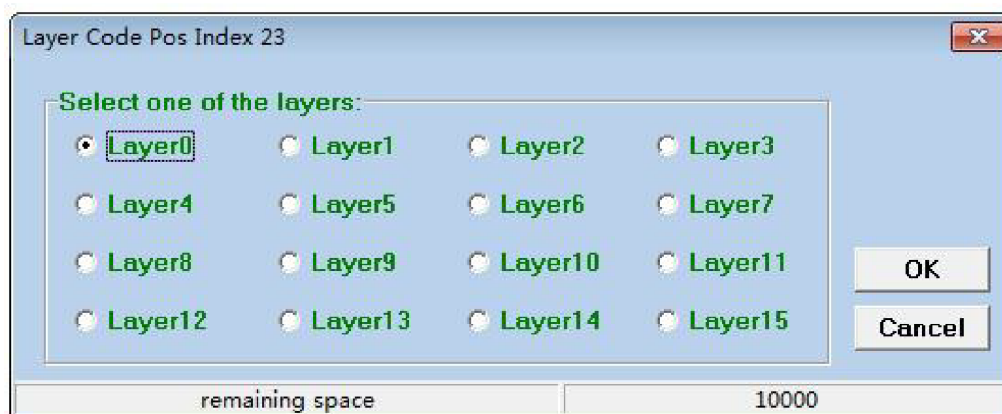 Layer Code Pos Index 23
Select one of the layers:
Layer0 Layer1 Layer2 Layer3
Layer4 Layer5 Layer6 Layer7
Layer8 Layer9 Layer10 Layer11
OK
Layer12 Layer13 Layer14 Layer15
Cancel
remaining space 10000